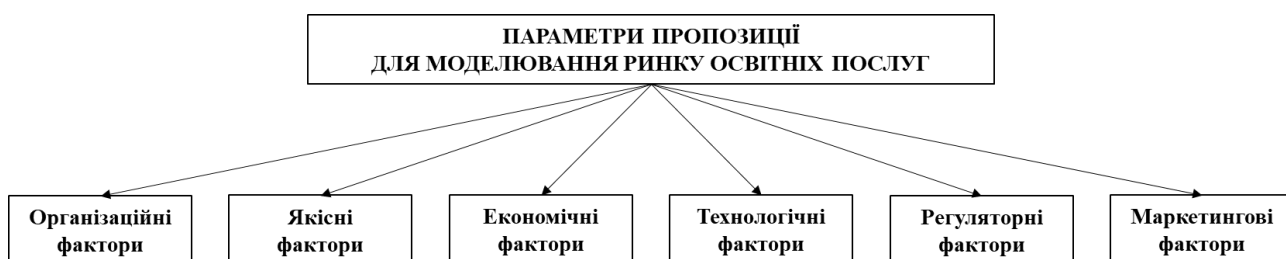 ПАРАМЕТРИ ПРОПОЗИЦІЇ
ДЛЯ МОДЕЛЮВАННЯ РИНКУ ОСВІТНІХ ПОСЛУГ
Організаційні
фактори
Якісні
фактори
Економічні
фактори
Технологічні
фактори
Регуляторні
фактори
Маркетингові
фактори